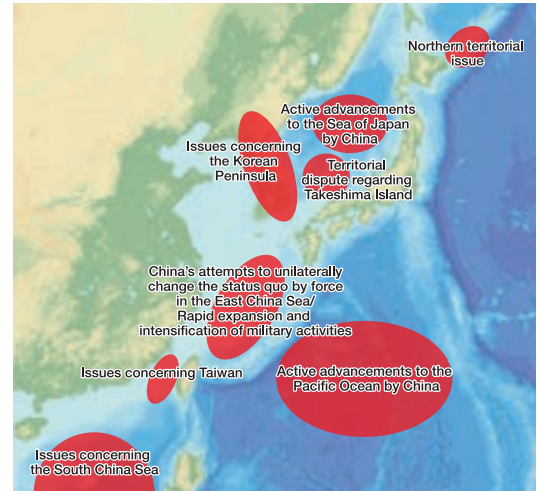 Northern territorial
issue
Active advancements
to the Sea of Japan
by China
Issues concerning
the Korean
Peninsula
Territorial
dispute regarding
Takeshima Island
China's attempts to unilaterally
change the status quo by force
in the East China Sea/
Rapid expansion and
intensification of military activities
Issues concerning Taiwan
Active advancements to the
Pacific Ocean by China
Issues concerning
the South China Sea